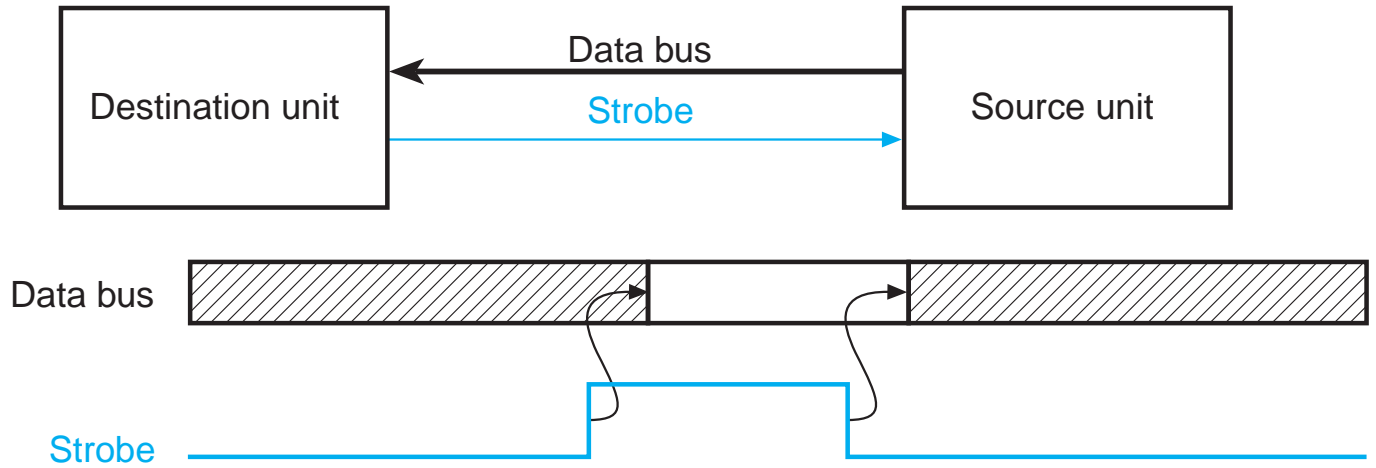 Data bus
Destination unit
Strobe
Source unit
Data bus
Strobe